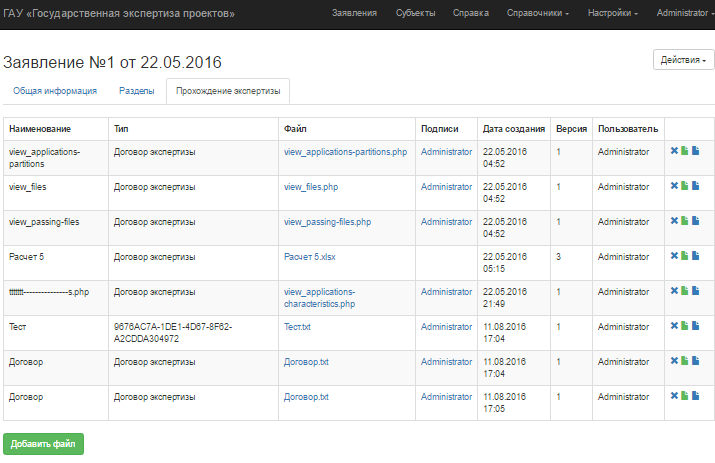 ГАУ «Государственная экспертиза проектов» Заявления Субъекты Справка Справочники Настройки Administrator
Заявление №1 от 22.05.2016 Действия
Общая информация Разделы Прохождение экспертизы
Наименование Тип Файл Подписи Дата создания Версия Пользователь
view_applications- Договор экспертизы view_applications-partitions.php Administrator 22.05.2016 1 Administrator
partitions 04:52
view_files Договор экспертизы view_files.php Administrator 22.05.2016 1 Administrator
04:52
view_passing-files Договор экспертизы view_passing-files.php Administrator 22.05.2016 1 Administrator
04:52
Расчет 5 Договор экспертизы Расчет 5.xlsx 22.05.2016 3 Administrator
05:15
Договор экспертизы view_applications- Administrator 22.05.2016 1 Administrator
characteristics.php 21:49
Тест 9676AC7A-1DE1-4D67-8F62- Тест.txt Administrator 11.08.2016 1 Administrator
A2CDDA304972 17:04
Договор Договор экспертизы Договор.txt Administrator 11.08.2016 1 Administrator
17:04
Договор Договор экспертизы Договор.txt Administrator 11.08.2016 1 Administrator
17:05
Добавить файл